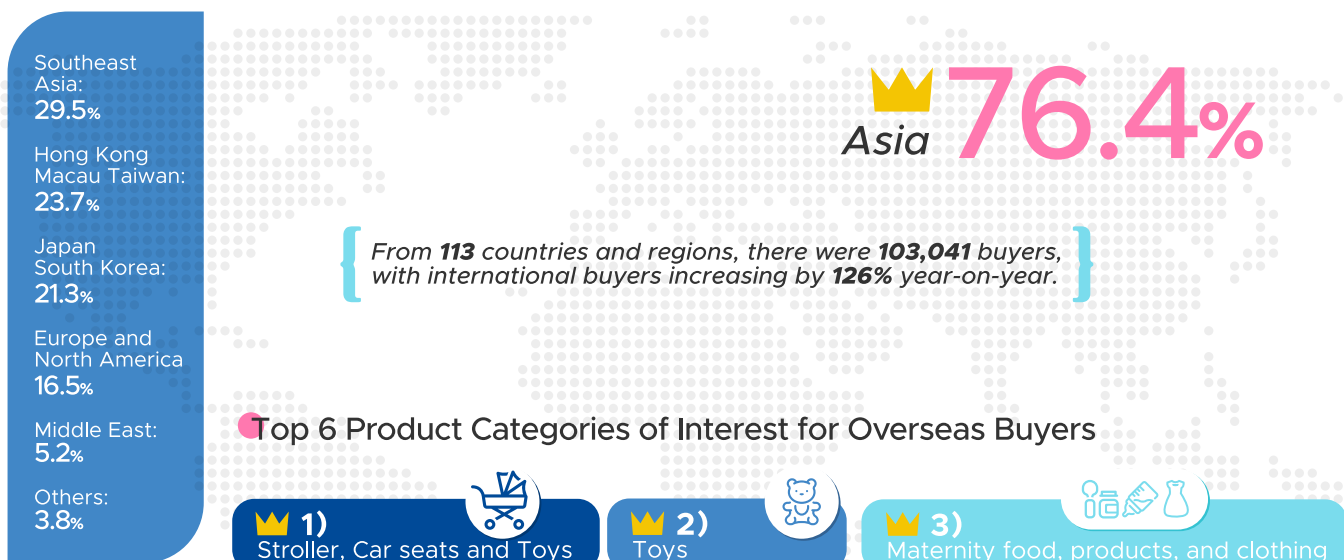 Southeast
Asia:
29.5%
Hong Kong
Macau Taiwan:
23.7%
Japan
South Korea:
21.3%
Europe and
North America
16.5%
Middle East:
5.2%
Others:
3.8%
Asia 76.4%
From 113 countries and regions, there were 103,041 buyers,
with international buyers increasing by 126% year-on-year.
Top 6 Product Categories of Interest for Overseas Buyers
1)
Stroller, Car seats and Toys
2)
Toys
3)
Maternity food, products, and clothing